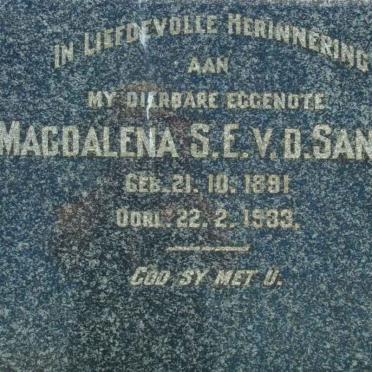 IN LIEFDEVOLLE HERINNERING
AAN
MY DIERBARE EGGENOTE
MAGDALENA S.E.V.D.SAN
GEB. 21. 10. 1891
OORL. 22. 2. 1933.
GOD SY MET U.